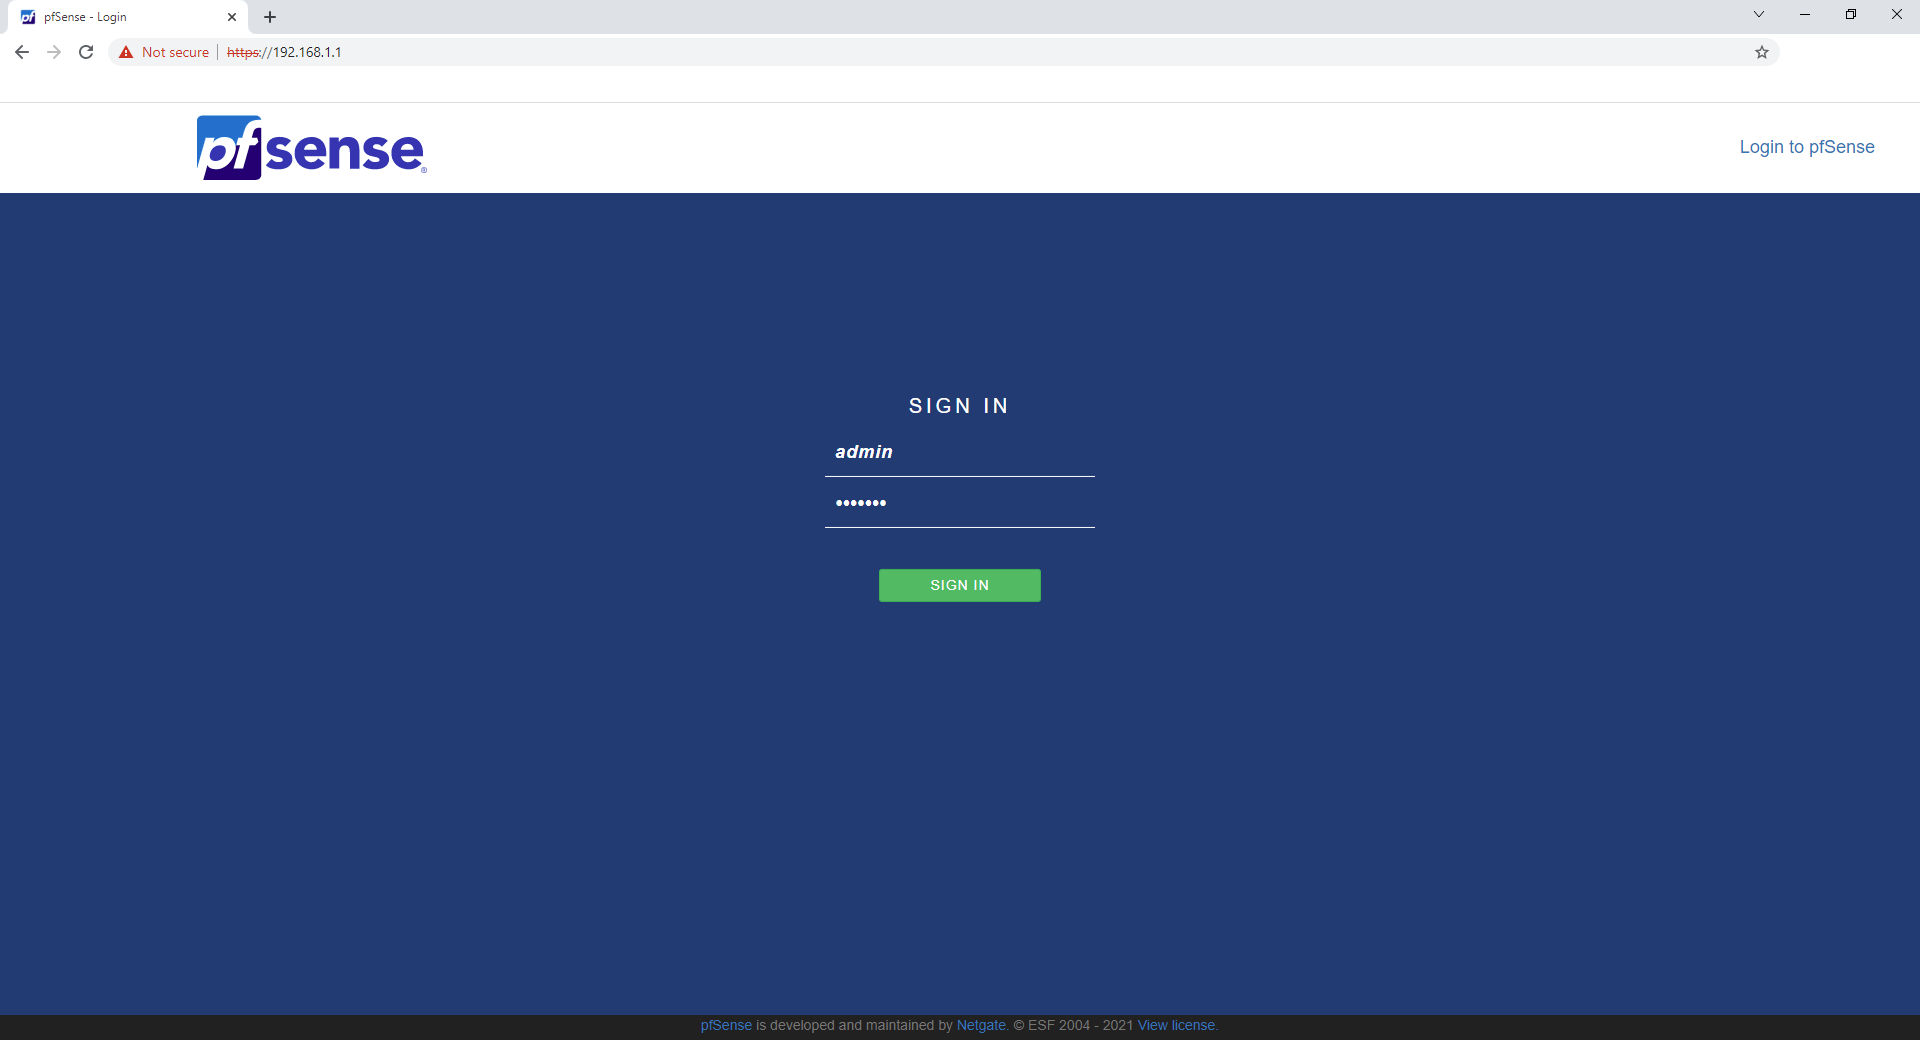 pfSense - Login
Not secure https://192.168.1.1
pfsense®
Login to pfSense
SIGN IN
admin
•••••••
SIGN IN
pfSense is developed and maintained by Netgate. © ESF 2004 - 2021 View license.